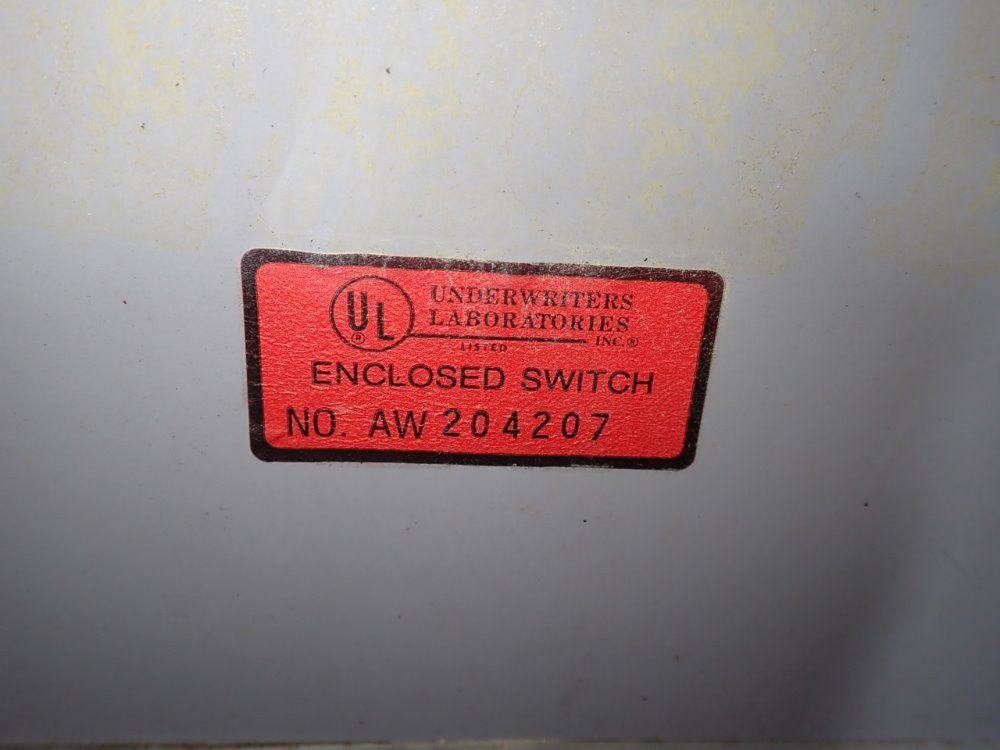 UL®
UNDERWRITERS
LABORATORIES
INC.®
LISTED
ENCLOSED SWITCH
NO. AW 204207